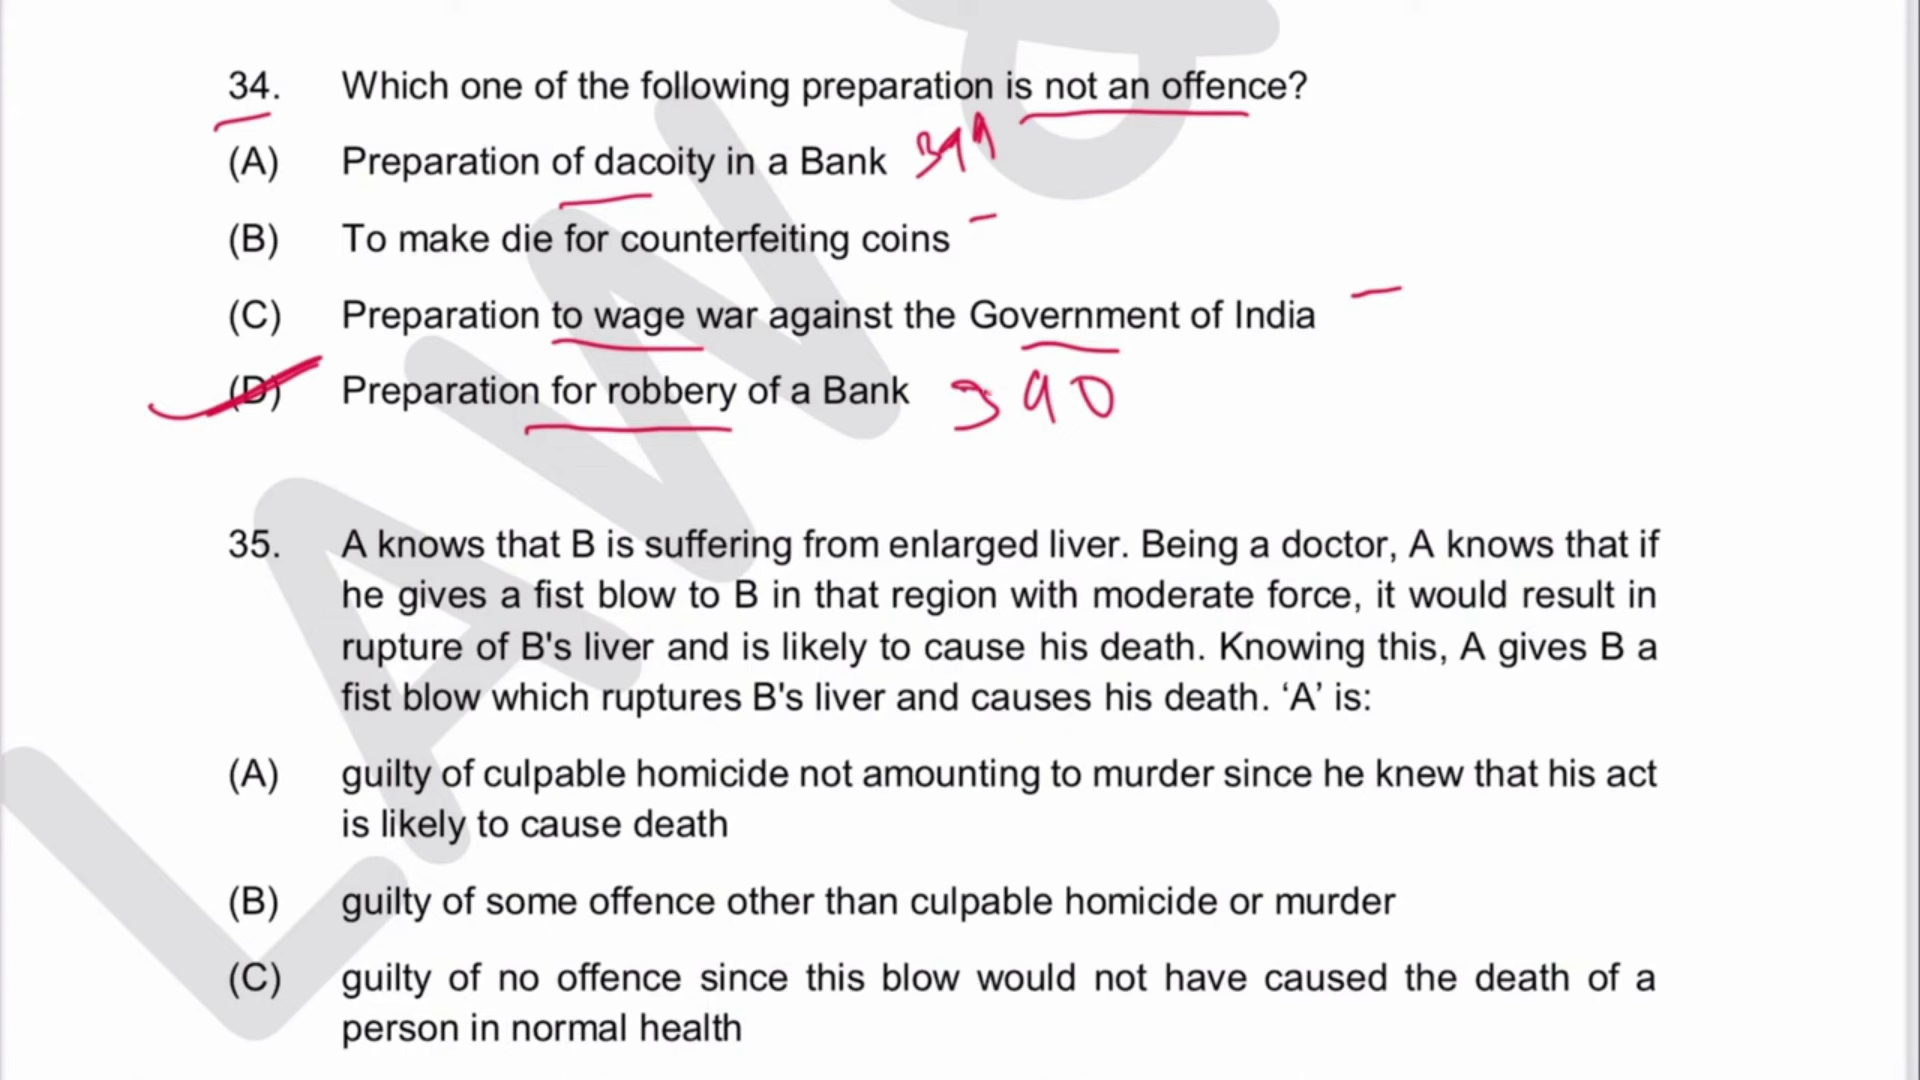 34. Which one of the following preparation is not an offence?
(A) Preparation of dacoity in a Bank 399
(B) To make die for counterfeiting coins
(C) Preparation to wage war against the Government of India
(D) Preparation for robbery of a Bank 390
35. A knows that B is suffering from enlarged liver. Being a doctor, A knows that if
he gives a fist blow to B in that region with moderate force, it would result in
rupture of B's liver and is likely to cause his death. Knowing this, A gives B a
fist blow which ruptures B's liver and causes his death. ‘A’ is:
(A) guilty of culpable homicide not amounting to murder since he knew that his act
is likely to cause death
(B) guilty of some offence other than culpable homicide or murder
(C) guilty of no offence since this blow would not have caused the death of a
person in normal health